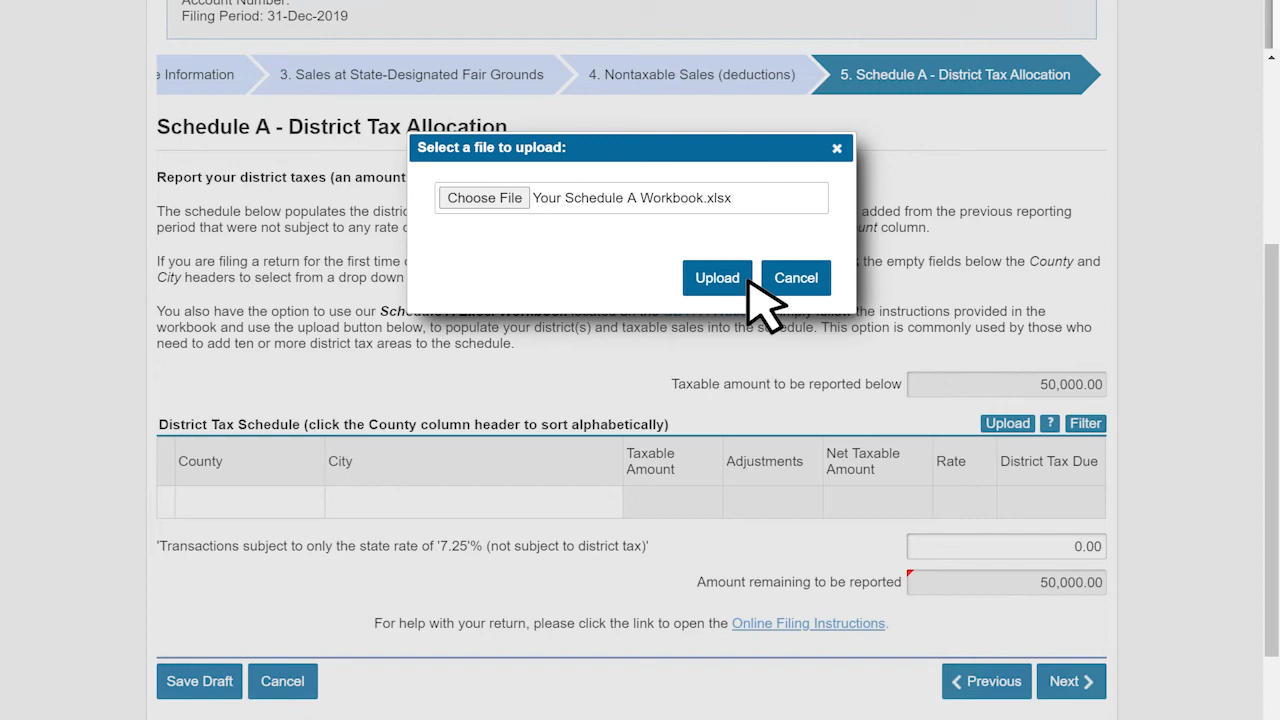 Account Number:
Filing Period: 31-Dec-2019
e Information
3. Sales at State-Designated Fair Grounds
4. Nontaxable Sales (deductions)
5. Schedule A - District Tax Allocation
Schedule A - District Tax Allocation
Select a file to upload:
Choose File Your Schedule A Workbook.xlsx
Upload Cancel
Report your district taxes (an amount
The schedule below populates the distric added from the previous reporting
period that were not subject to any rate unt column.
If you are filing a return for the first time the empty fields below the County and
City headers to select from a drop down
You also have the option to use our follow the instructions provided in the
workbook and use the upload button below, to populate your district(s) and taxable sales into the schedule. This option is commonly used by those who
need to add ten or more district tax areas to the schedule.
Taxable amount to be reported below 50,000.00
District Tax Schedule (click the County column header to sort alphabetically) Upload ? Filter
County City Taxable Amount Adjustments Net Taxable Amount Rate District Tax Due
'Transactions subject to only the state rate of '7.25'% (not subject to district tax)' 0.00
Amount remaining to be reported 50,000.00
For help with your return, please click the link to open the Online Filing Instructions.
Save Draft Cancel Previous Next